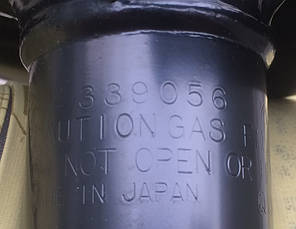 339056
UTION GAS F
NOT OPEN OR
IN JAPAN